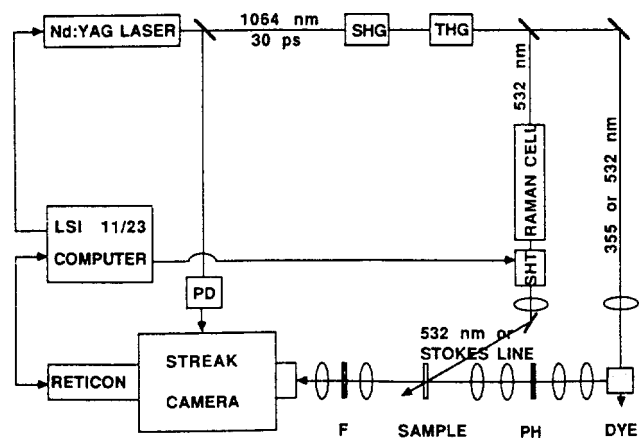 Nd:YAG LASER
1064 nm
30 ps
SHG
THG
532 nm
RAMAN CELL
355 or 532 nm
LSI 11/23
COMPUTER
SHT
PD
532 nm or
STOKES LINE
STREAK
CAMERA
RETICON
F
SAMPLE
PH
DYE